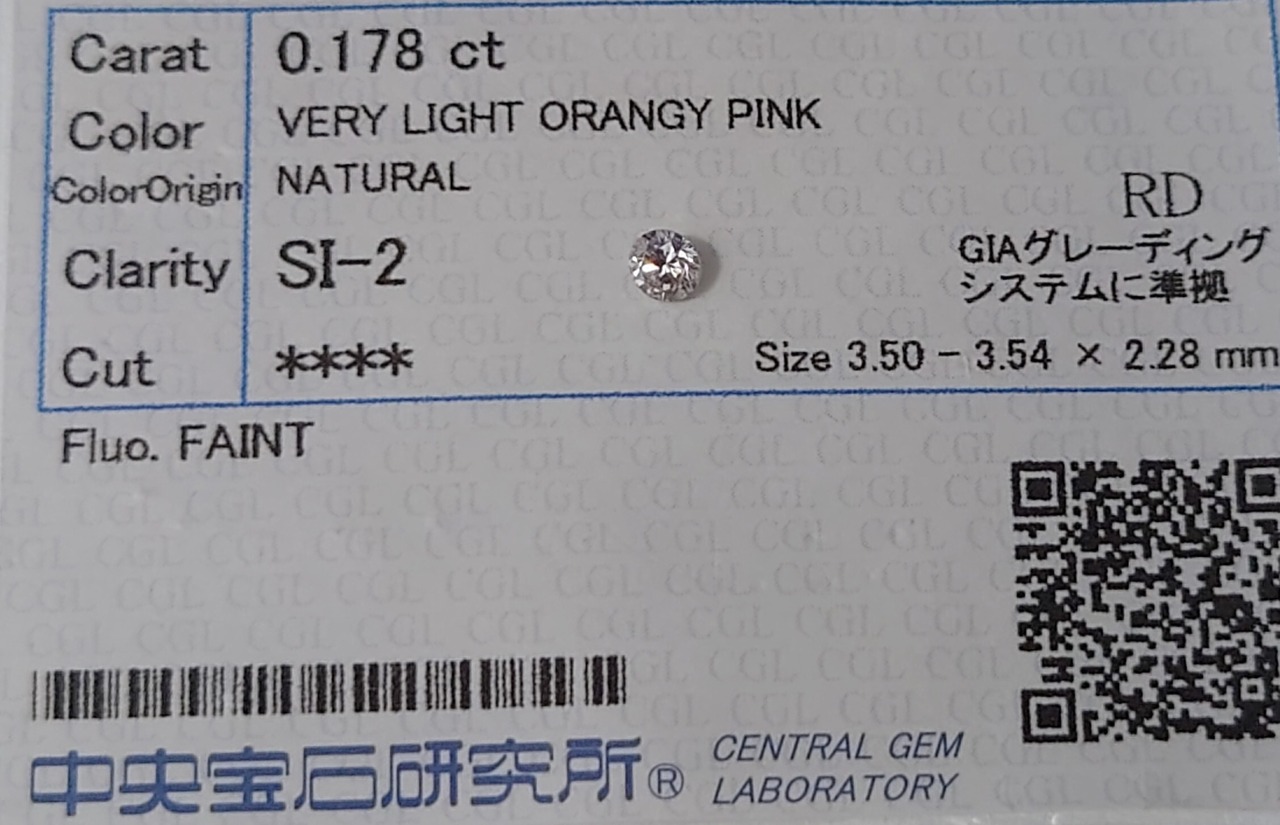 Carat 0.178 ct
Color VERY LIGHT ORANGY PINK
ColorOrigin NATURAL
RD
Clarity SI-2
GIAグレーディング
システムに準拠
Cut ****
Size 3.50 - 3.54 × 2.28 mm
Fluo. FAINT
中央宝石研究所®
CENTRAL GEM
LABORATORY